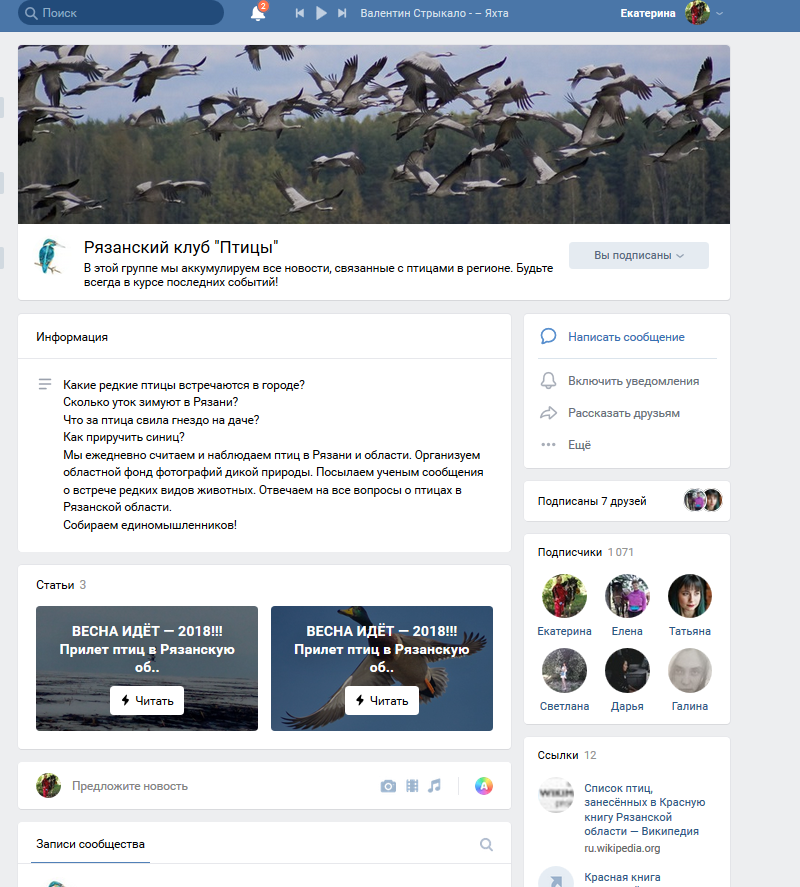 Поиск
2
Валентин Стрыкало - – Яхта
Екатерина
Рязанский клуб "Птицы"
В этой группе мы аккумулируем все новости, связанные с птицами в регионе. Будьте
всегда в курсе последних событий!
Вы подписаны
Информация
Какие редкие птицы встречаются в городе?
Сколько уток зимуют в Рязани?
Что за птица свила гнездо на даче?
Как приручить синиц?
Мы ежедневно считаем и наблюдаем птиц в Рязани и области. Организуем
областной фонд фотографий дикой природы. Посылаем ученым сообщения
о встрече редких видов животных. Отвечаем на все вопросы о птицах в
Рязанской области.
Собираем единомышленников!
Статьи 3
ВЕСНА ИДЁТ — 2018!!!
Прилет птиц в Рязанскую
об..
Читать
ВЕСНА ИДЁТ — 2018!!!
Прилет птиц в Рязанскую
об..
Читать
Предложите новость
A
Записи сообщества
Написать сообщение
Включить уведомления
Рассказать друзьям
Ещё
Подписаны 7 друзей
Подписчики 1 071
Екатерина Елена Татьяна
Светлана Дарья Галина
Ссылки 12
Список птиц,
занесённых в Красную
книгу Рязанской
области — Википедия
ru.wikipedia.org
Красная книга